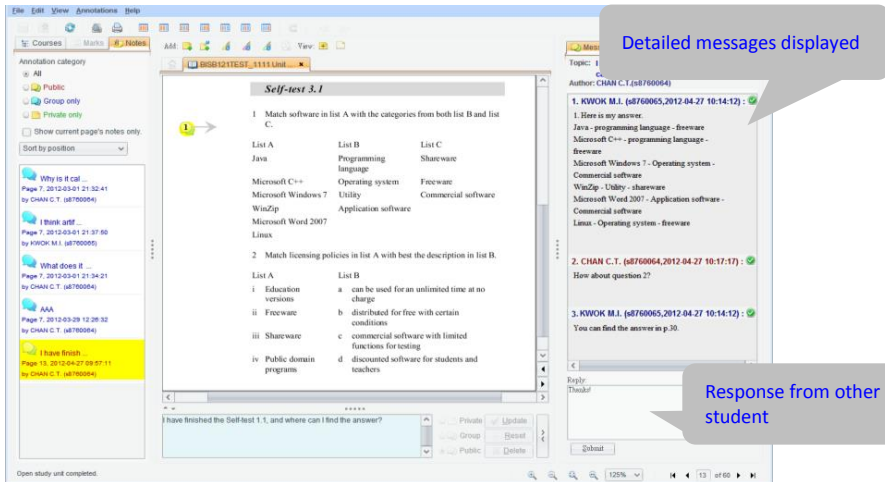 File Edit View Annotations Help
Courses Marks Notes
Annotation category
All
Public
Group only
Private only
Show current page's notes only.
Sort by position
Why is it cal ...
Page 7, 2012-03-01 21:32:41
by CHAN C.T. (s8760064)
I think artif ...
Page 7, 2012-03-01 21:37:50
by KWOK M.I. (s8760065)
What does it ...
Page 7, 2012-03-01 21:34:21
by CHAN C.T. (s8760064)
AAA
Page 7, 2012-03-29 12:26:32
by CHAN C.T. (s8760064)
I have finish ...
Page 13, 2012-04-27 09:57:11
by CHAN C.T. (s8760064)
Open study unit completed.
AM: View:
BISB121TEST_1111 Unit ...
1
Self-test 3.1
1 Match software in list A with the categories from both list B and list
C.
List A List B List C
Java Programming language Shareware
Microsoft C++ Operating system Freeware
Microsoft Windows 7 Utility Commercial software
WinZip Application software
Microsoft Word 2007
Linux
2 Match licensing policies in list A with best the description in list B.
List A List B
i Education versions a can be used for an unlimited time at no charge
ii Freeware b distributed for free with certain conditions
iii Shareware c commercial software with limited functions for testing
iv Public domain programs d discounted software for students and teachers
I have finished the Self-test 1.1, and where can I find the answer?
Private Update
Group Reset
Public Delete
125% 13 of 60
Topic:
Author: CHAN C.T.(s8760064)
1. KWOK M.I. (s8760065,2012-04-27 10:14:12) :
1. Here is my answer.
Java - programming language - freeware
Microsoft C++ - programming language -
freeware
Microsoft Windows 7 - Operating system -
Commercial software
WinZip - Utility - shareware
Microsoft Word 2007 - Application software -
Commercial software
Linux - Operating system - freeware
2. CHAN C.T. (s8760064,2012-04-27 10:17:17) :
How about question 2?
3. KWOK M.I. (s8760065,2012-04-27 10:14:12) :
You can find the answer in p.30.
Reply
Thanks!
Submit
Detailed messages displayed
Response from other
student